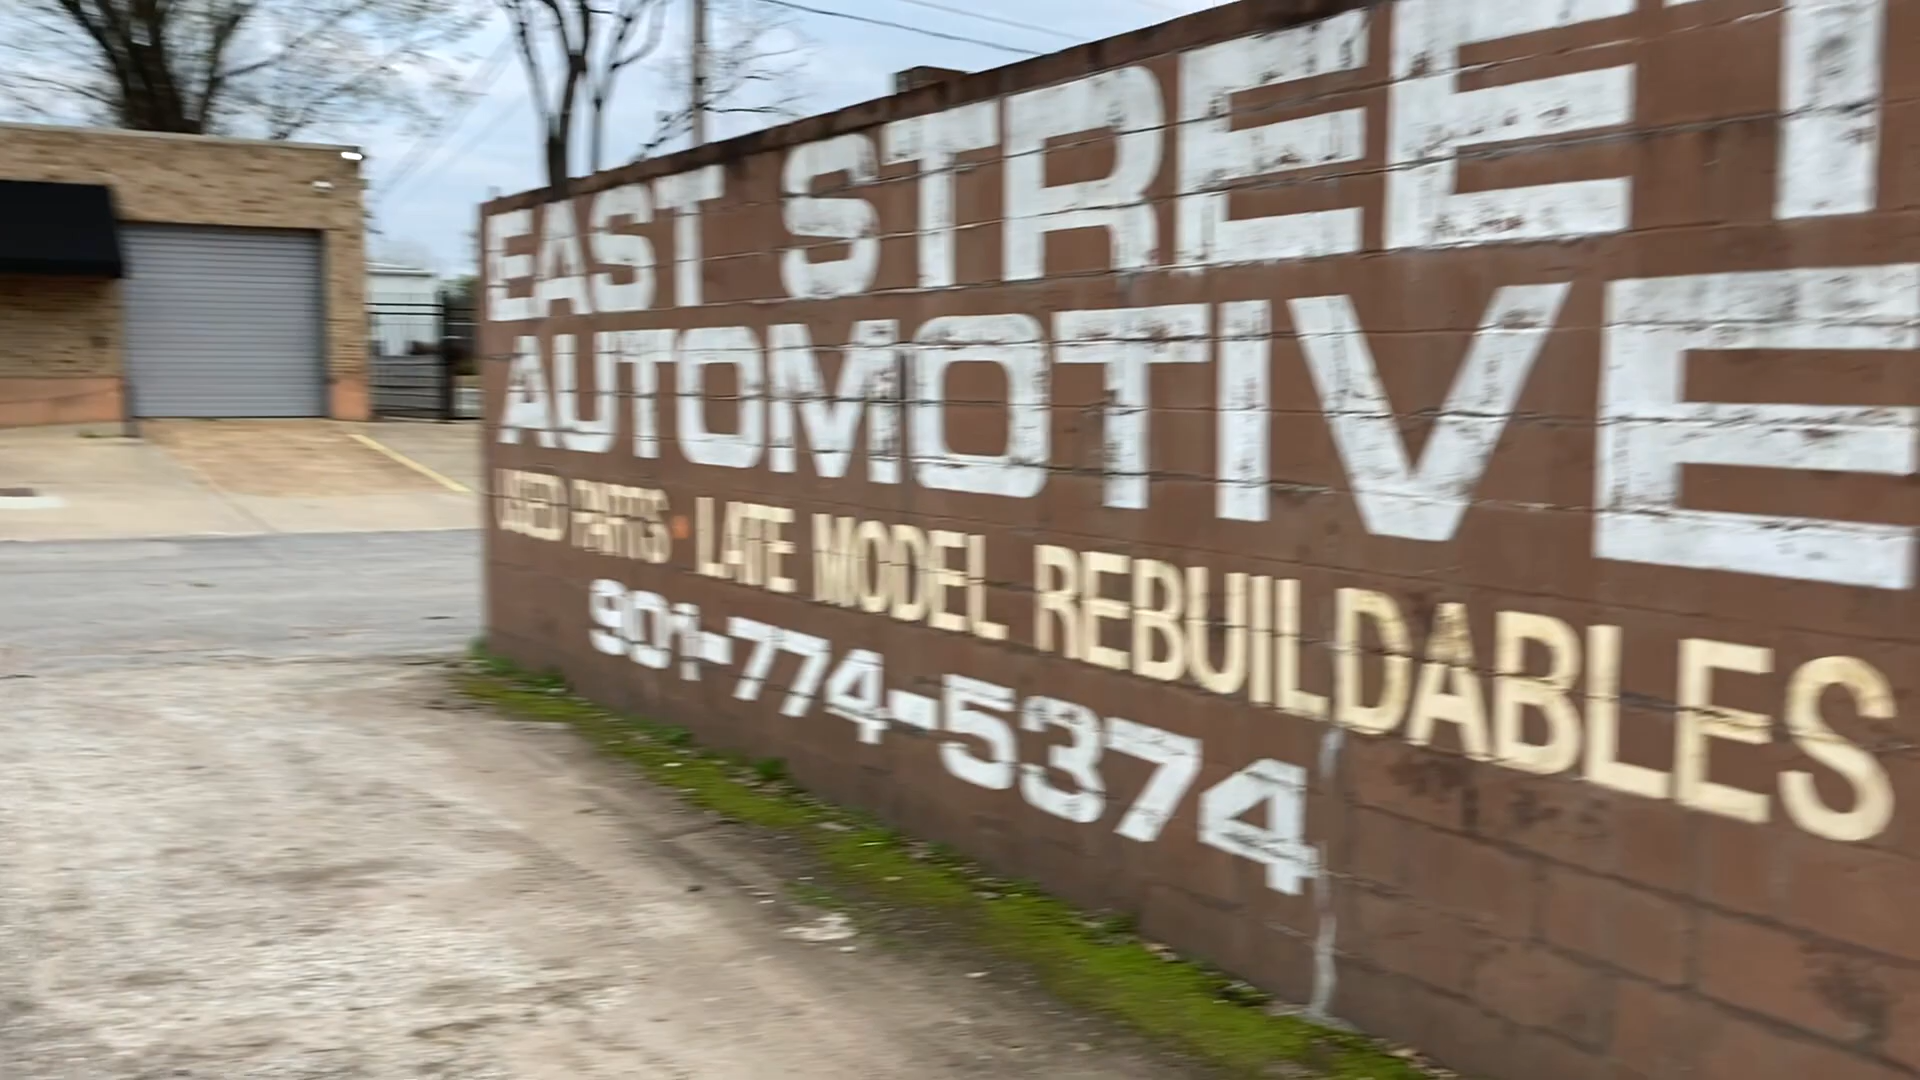 EAST STREET
AUTOMOTIVE
USED PARTS • LATE MODEL REBUILDABLES
901-774-5374